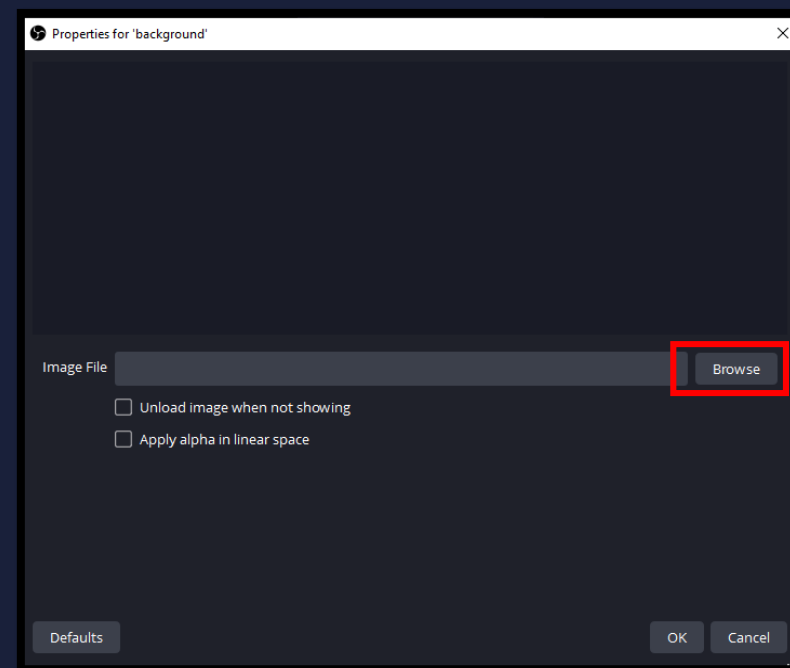 Properties for 'background'
Image File
Browse
Unload image when not showing
Apply alpha in linear space
Defaults
OK
Cancel